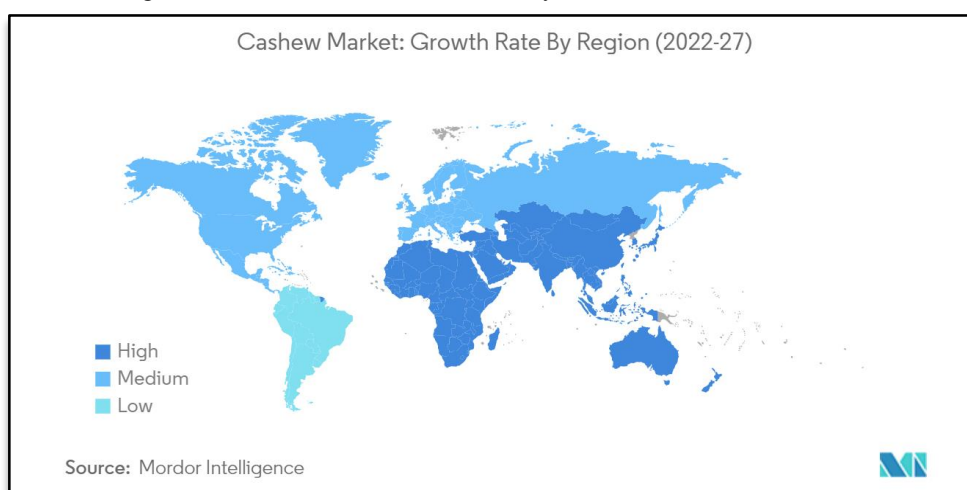 Cashew Market: Growth Rate By Region (2022-27)
High
Medium
Low
Source: Mordor Intelligence